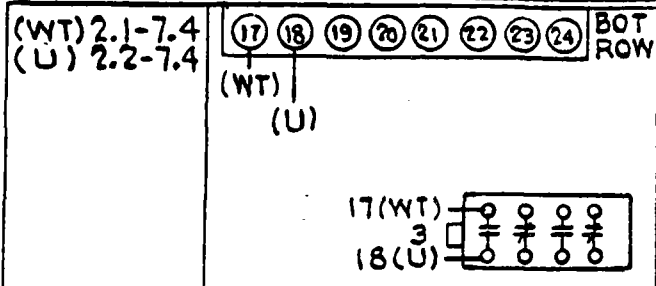 (WT) 2.1-7.4
(U) 2.2-7.4
17 18 19 20 21 22 23 24
BOT
ROW
(WT)
(U)
17(WT)
3
18(U)